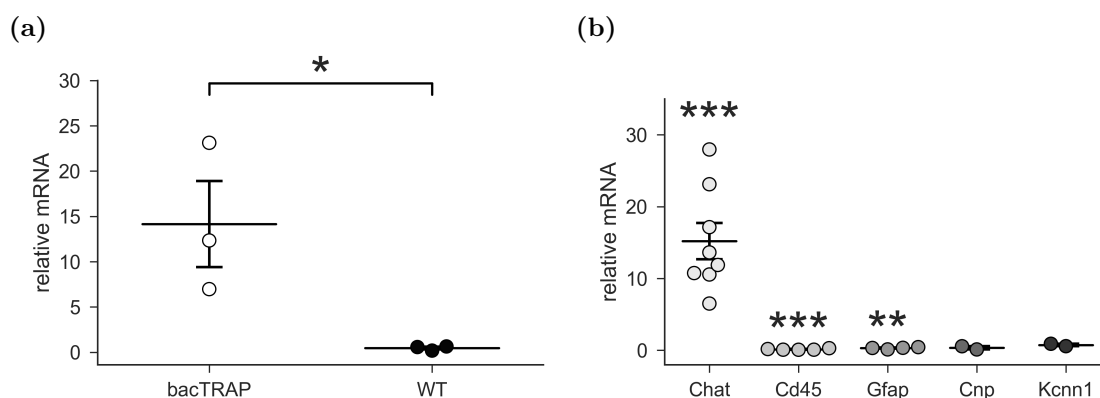 (a)
*
30
25
20
15
10
5
0
relative mRNA
bacTRAP WT
(b)
***
30
20
10
0
relative mRNA
*** **
Chat Cd45 Gfap Cnp Kcnn1